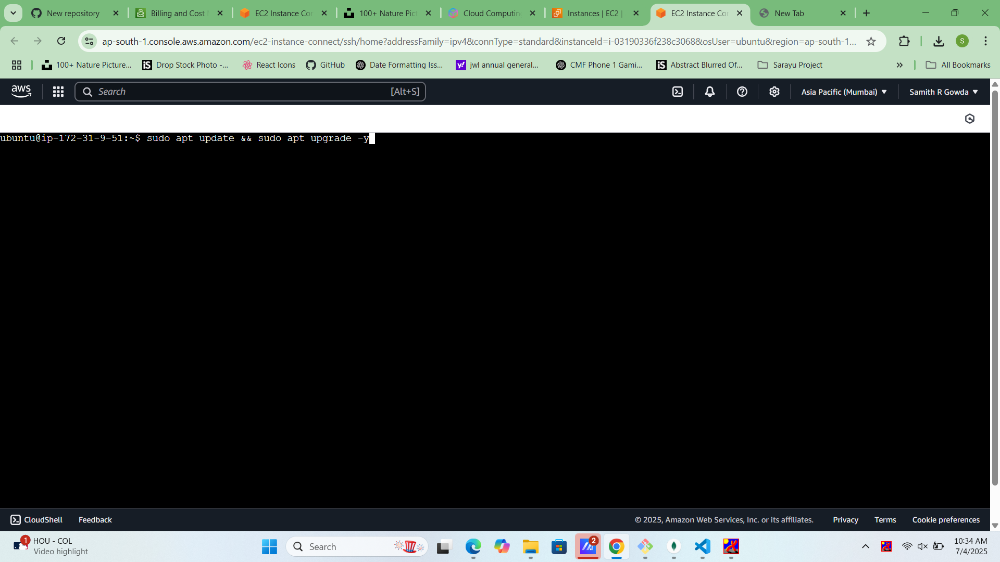 New repository
Billing and Cost
EC2 Instance Con
100+ Nature Pict
Cloud Computing
Instances | EC2 |
EC2 Instance Con
New Tab
ap-south-1.console.aws.amazon.com/ec2-instance-connect/ssh/home?addressFamily=ipv4&connType=standard&instanceId=i-03190336f238c3068&osUser=ubuntu&region=ap-south-1...
S
100+ Nature Picture...
iS
Drop Stock Photo -...
React Icons
GitHub
Date Formatting Iss...
y!
jwl annual general...
CMF Phone 1 Gami...
iS
Abstract Blurred Of...
Sarayu Project
All Bookmarks
aws
Search
[Alt+S]
Asia Pacific (Mumbai)
Samith R Gowda
ubuntu@ip-172-31-9-51:~$ sudo apt update && sudo apt upgrade -y
CloudShell
Feedback
© 2025, Amazon Web Services, Inc. or its affiliates.
Privacy
Terms
Cookie preferences
1
HOU - COL
Video highlight
Search
2
10:34 AM
7/4/2025